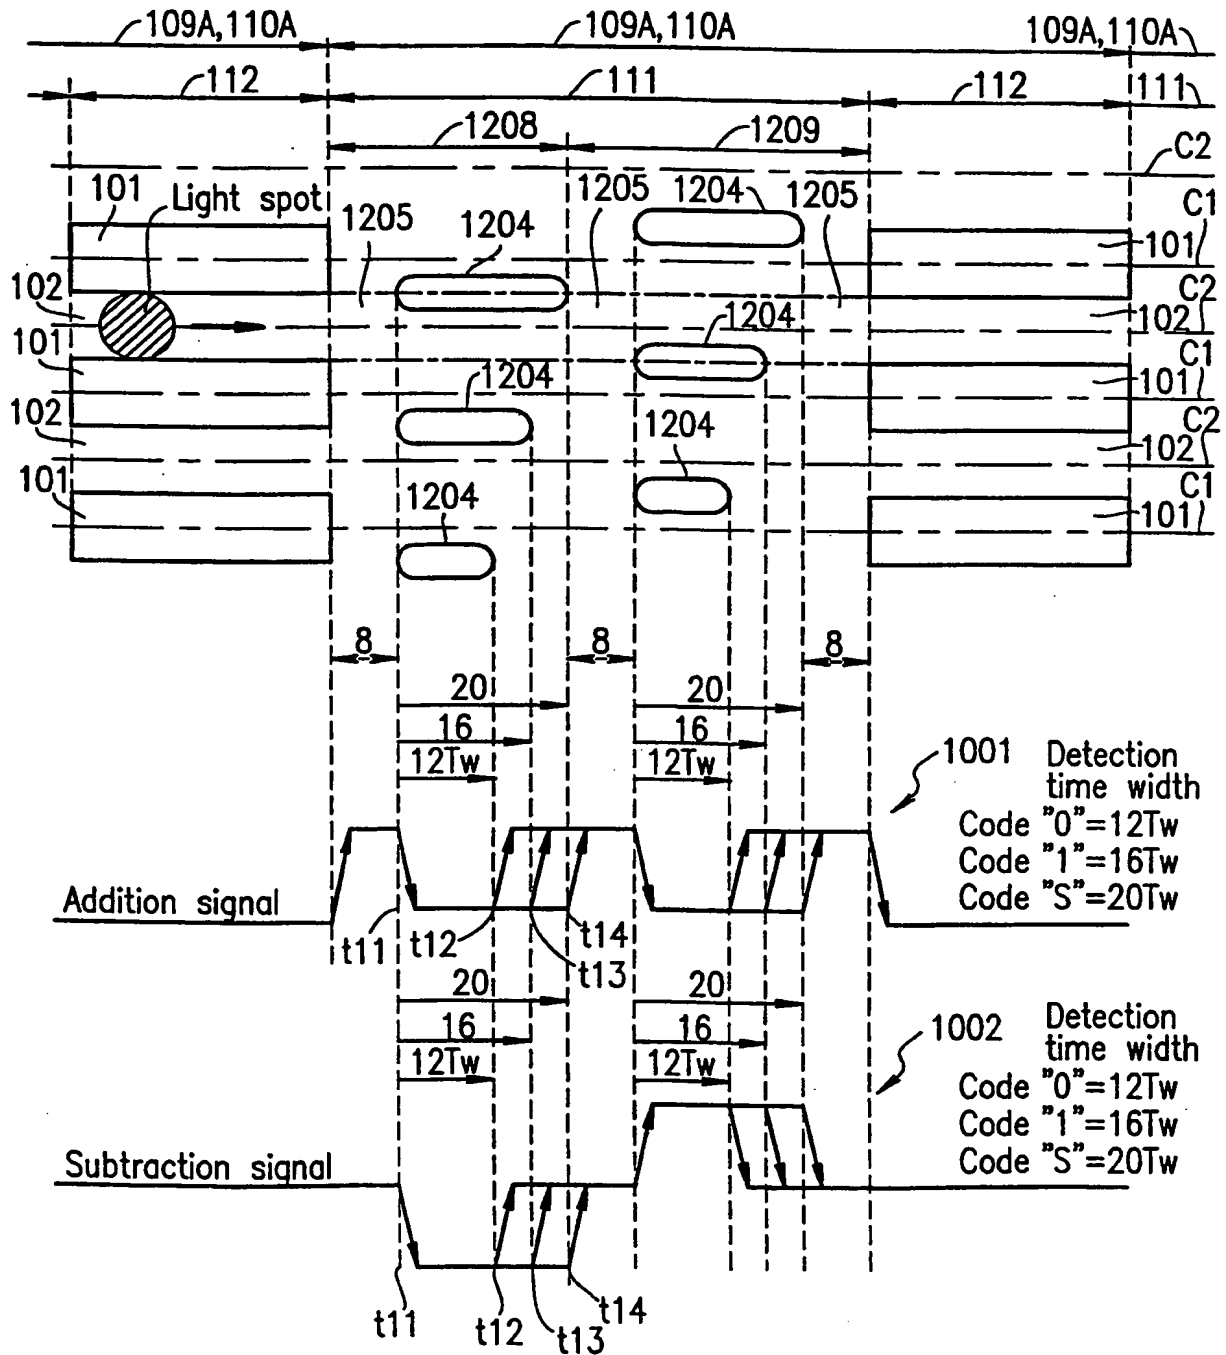 109A,110A 109A,110A 109A,110A
112 111 112 111
1208 1209
C2
101 Light spot 1205 1204 1205 1204 1205 C1
101
102 C2
102
101 1204 C1
101
102 1204 C2
1204 102
101 C1
1204 101
8 8 8
20 20
16 16
12Tw 12Tw
1001 Detection
time width
Code "0"=12Tw
Code "1"=16Tw
Code "S"=20Tw
Addition signal
t11 t12 t13 t14
20 20
16 16
12Tw 12Tw
1002 Detection
time width
Code "0"=12Tw
Code "1"=16Tw
Code "S"=20Tw
Subtraction signal
t11 t12 t13 t14